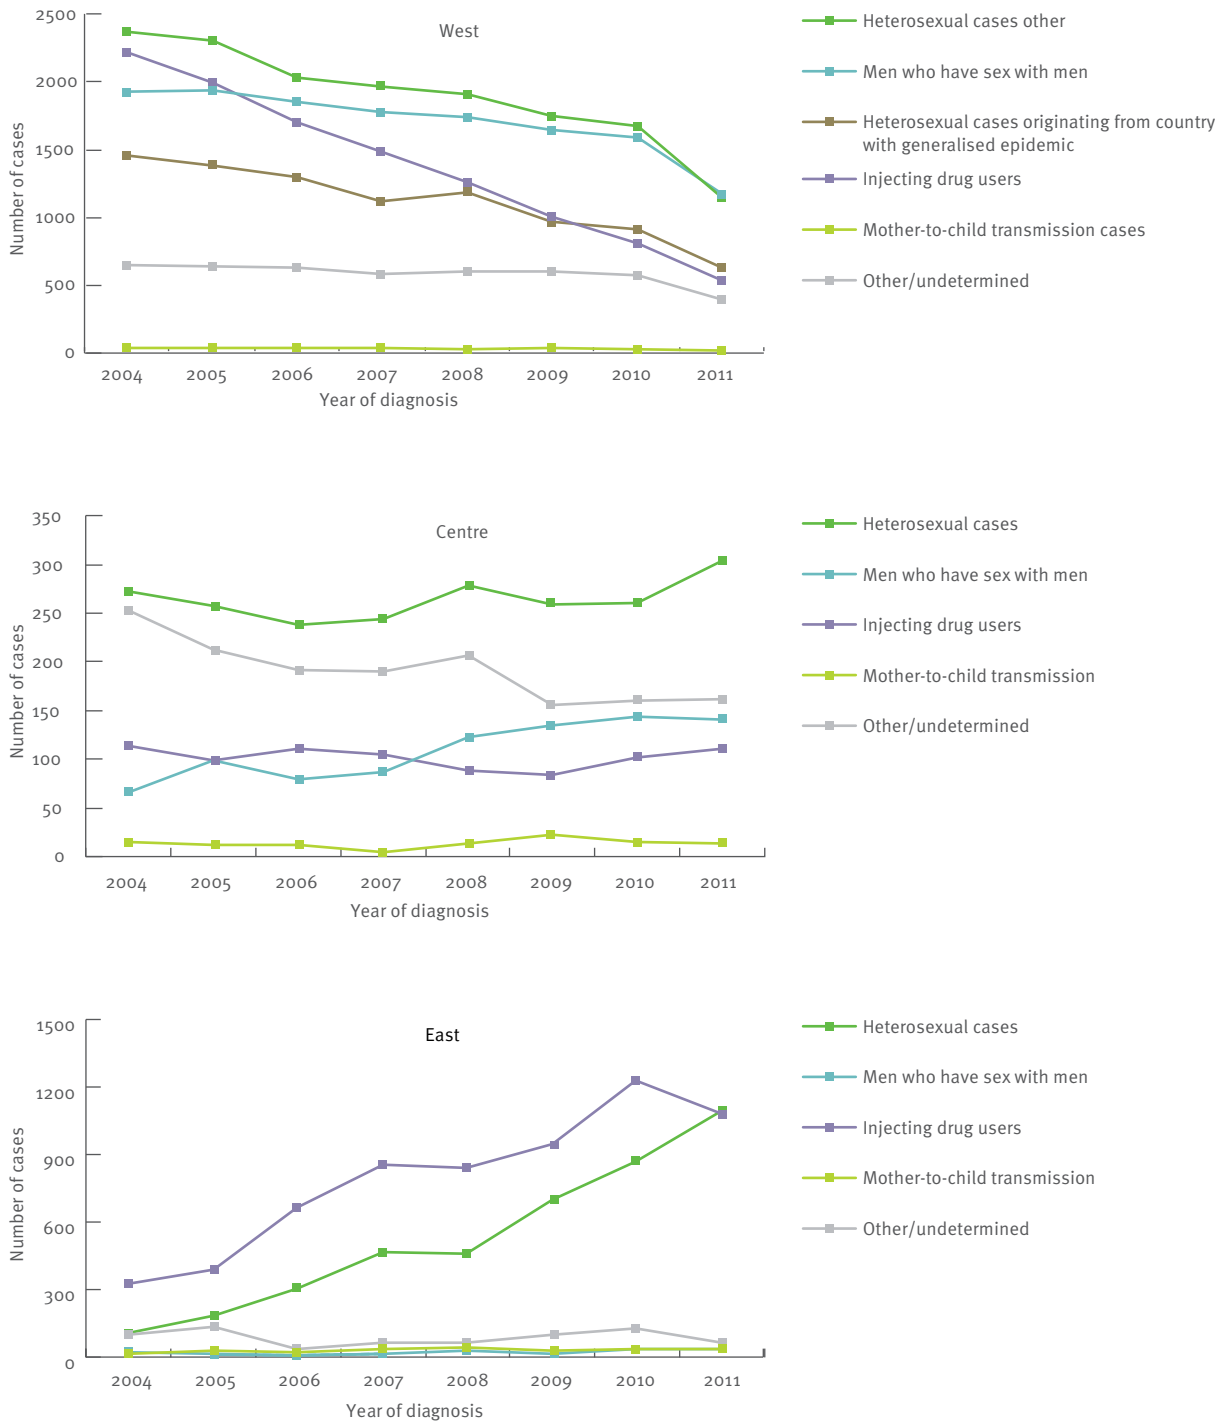 West
Number of cases
2500
2000
1500
1000
500
0
2004 2005 2006 2007 2008 2009 2010 2011
Year of diagnosis
Heterosexual cases other
Men who have sex with men
Heterosexual cases originating from country
with generalised epidemic
Injecting drug users
Mother-to-child transmission cases
Other/undetermined
Centre
Number of cases
350
300
250
200
150
100
50
0
2004 2005 2006 2007 2008 2009 2010 2011
Year of diagnosis
Heterosexual cases
Men who have sex with men
Injecting drug users
Mother-to-child transmission
Other/undetermined
East
Number of cases
1500
1200
900
600
300
0
2004 2005 2006 2007 2008 2009 2010 2011
Year of diagnosis
Heterosexual cases
Men who have sex with men
Injecting drug users
Mother-to-child transmission
Other/undetermined